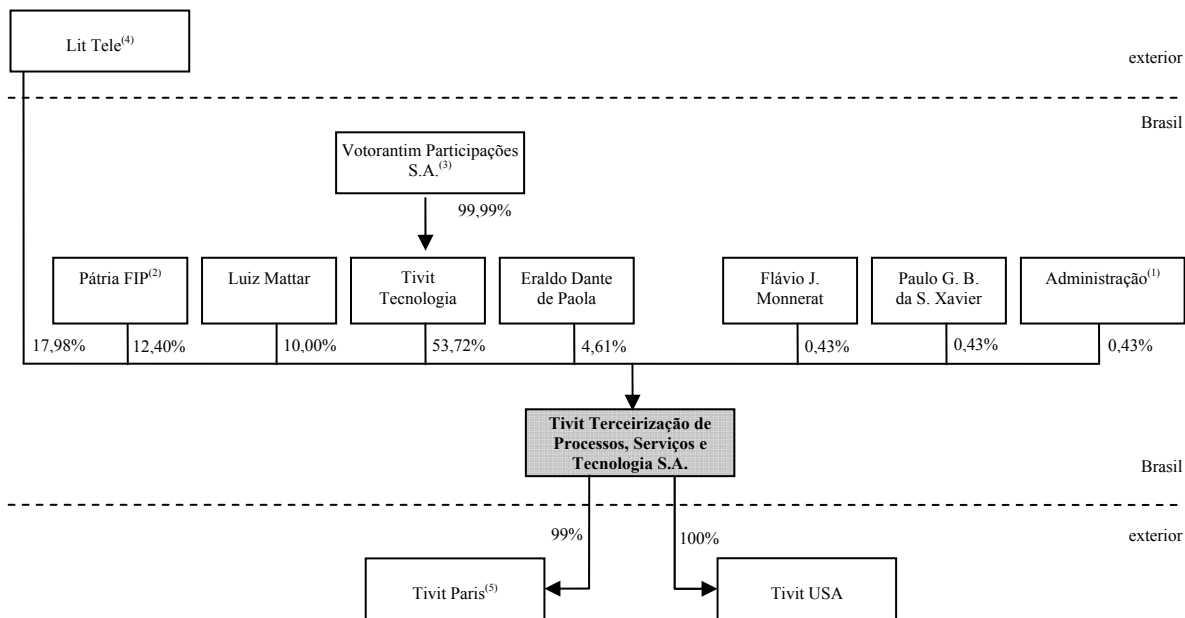 Lit Tele(4)
exterior
Brasil
Votorantim Participações
S.A.(3)
99,99%
Pátria FIP(2)
Luiz Mattar
Tivit
Tecnologia
Eraldo Dante
de Paola
Flávio J.
Monnerat
Paulo G. B.
da S. Xavier
Administração(1)
17,98%
12,40%
10,00%
53,72%
4,61%
0,43%
0,43%
0,43%
Tivit Terceirização de
Processos, Serviços e
Tecnologia S.A.
Brasil
exterior
99%
100%
Tivit Paris(5)
Tivit USA